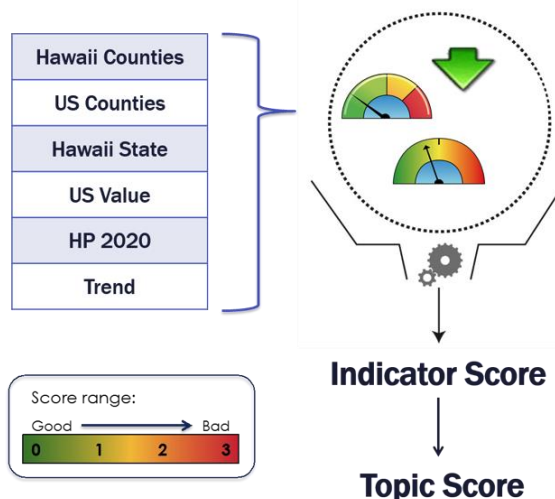 Hawaii Counties
US Counties
Hawaii State
US Value
HP 2020
Trend
Indicator Score
Topic Score
Score range:
Good Bad
0 1 2 3